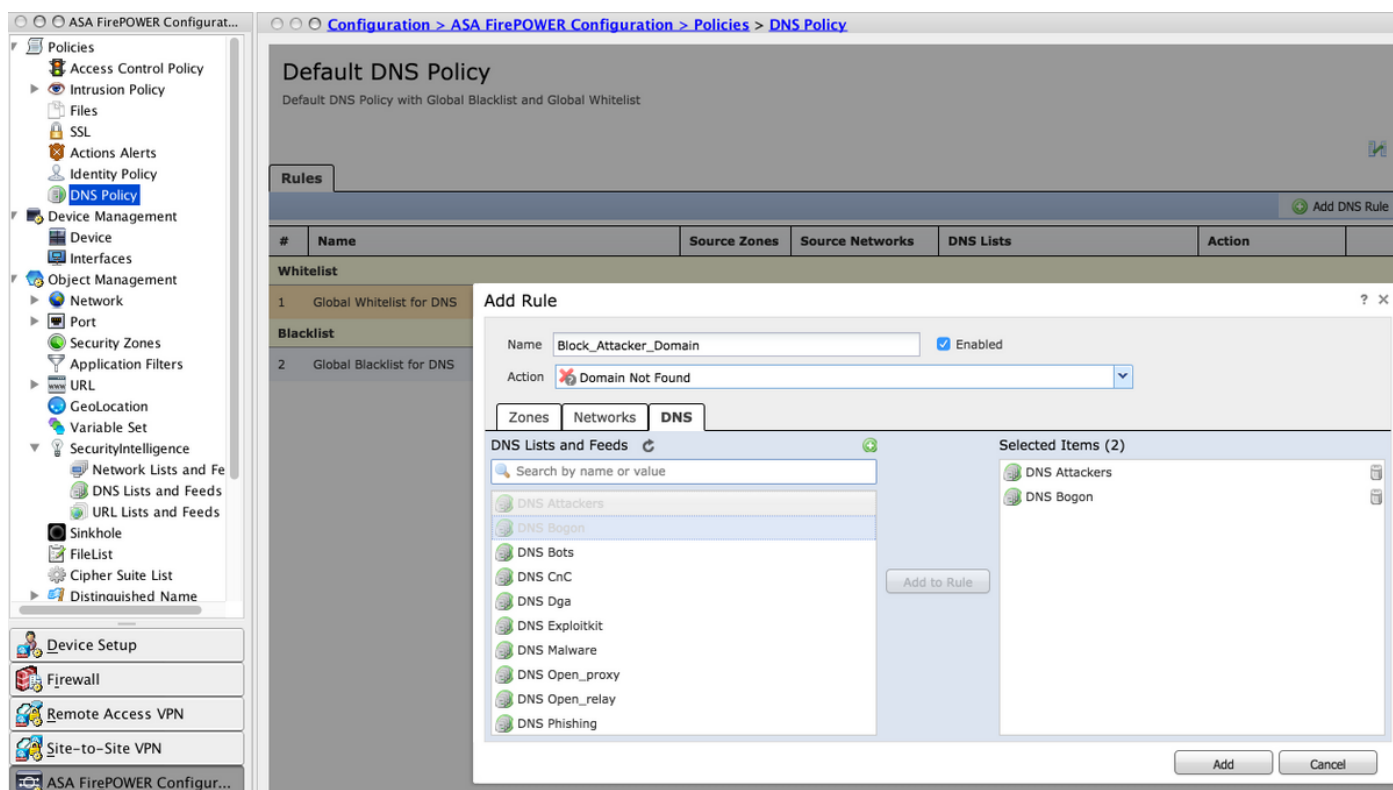 ASA FirePOWER Configurat...
Policies
Access Control Policy
Intrusion Policy
Files
SSL
Actions Alerts
Identity Policy
DNS Policy
Device Management
Device
Interfaces
Object Management
Network
Port
Security Zones
Application Filters
URL
GeoLocation
Variable Set
SecurityIntelligence
Network Lists and Fe
DNS Lists and Feeds
URL Lists and Feeds
Sinkhole
FileList
Cipher Suite List
Distinguished Name
Device Setup
Firewall
Remote Access VPN
Site-to-Site VPN
ASA FirePOWER Configur...
Configuration > ASA FirePOWER Configuration > Policies > DNS Policy
Default DNS Policy
Default DNS Policy with Global Blacklist and Global Whitelist
Rules
Add DNS Rule
# Name Source Zones Source Networks DNS Lists Action
Whitelist
1 Global Whitelist for DNS
Blacklist
2 Global Blacklist for DNS
Add Rule ? ×
Name Block_Attacker_Domain Enabled
Action Domain Not Found
Zones Networks DNS
DNS Lists and Feeds
Search by name or value
DNS Attackers
DNS Bogon
DNS Bots
DNS CnC
DNS Dga
DNS Exploitkit
DNS Malware
DNS Open_proxy
DNS Open_relay
DNS Phishing
Add to Rule
Selected Items (2)
DNS Attackers
DNS Bogon
Add Cancel